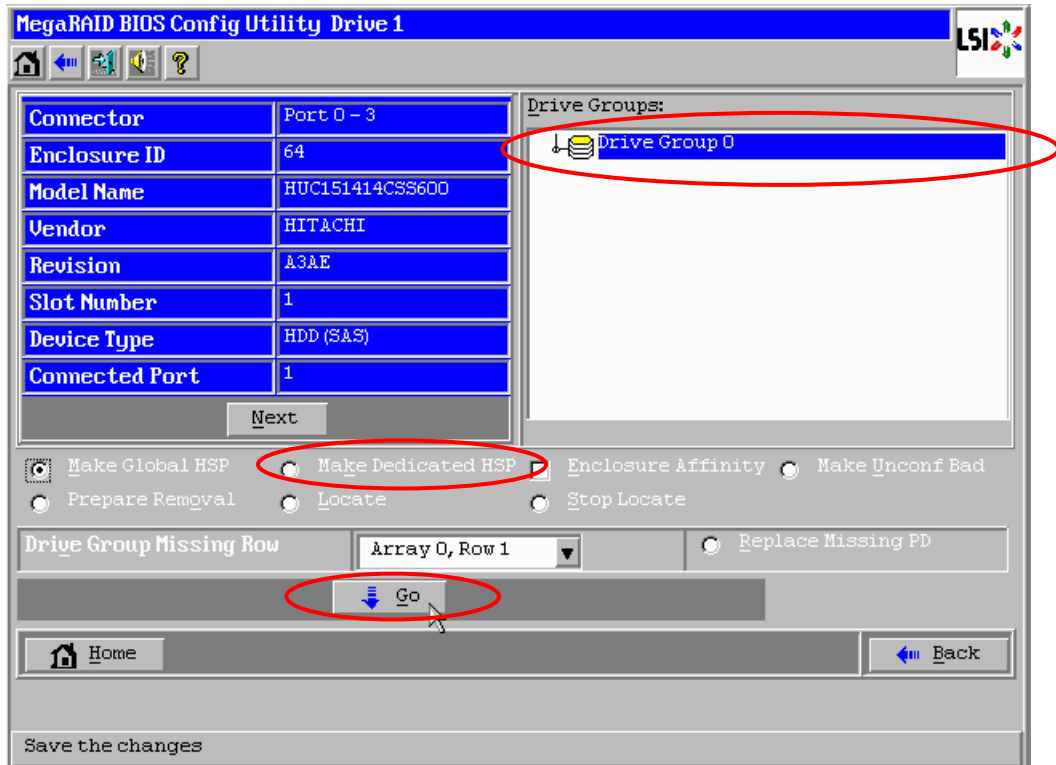 MegaRAID BIOS Config Utility Drive 1
LSI
Connector Port 0 - 3
Enclosure ID 64
Model Name HUC151414CSS600
Vendor HITACHI
Revision A3AE
Slot Number 1
Device Type HDD (SAS)
Connected Port 1
Next
Drive Groups:
Drive Group 0
Make Global HSP Make Dedicated HSP Enclosure Affinity Make Unconf Bad
Prepare Removal Locate Stop Locate
Drive Group Missing Row Array 0, Row 1 Replace Missing PD
Go
Home Back
Save the changes